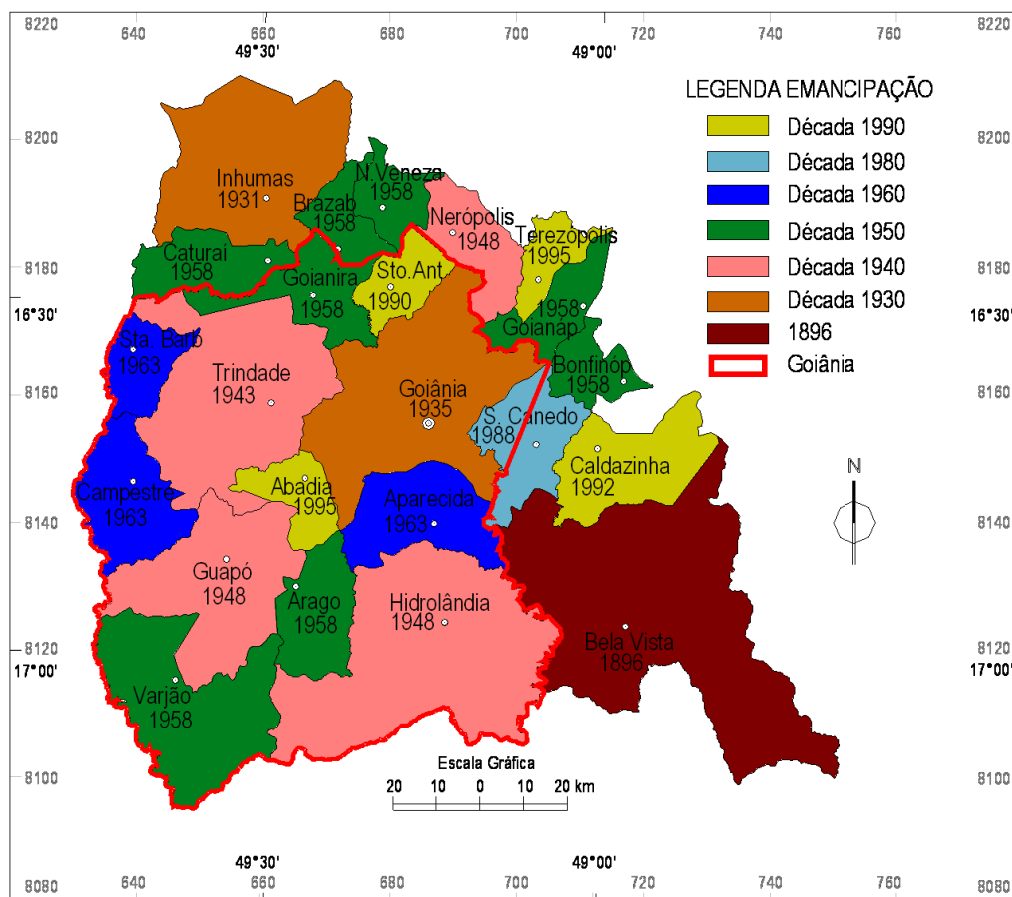 8220
640
660
680
700
720
740
760
8220
49°30'
49°00'
LEGENDA EMANCIPAÇÃO
Década 1990
Década 1980
Década 1960
Década 1950
Década 1940
Década 1930
1896
Goiânia
8200
8200
8180
8180
16°30'
16°30'
8160
8160
8140
8140
8120
8120
17°00'
17°00'
8100
8100
8080
8080
Inhumas
1931
N.Veneza
1958
Brazab
1958
Nerópolis
1948
Terezópolis
1995
Caturaí
1958
Goianira
1958
Sto.Ant.
1990
1958
Goianáp
Bonfinóp
1958
Sta. Barb
1963
Trindade
1943
Goiânia
1935
S. Canedo
1988
Caldazinha
1992
Campestre
1963
Abadia
1995
Aparecida
1963
N
Guapó
1948
Arago
1958
Hidrolândia
1948
Bela Vista
1896
Varjão
1958
Escala Gráfica
20 10 0 10 20 km
49°30'
49°00'
640
660
680
700
720
740
760